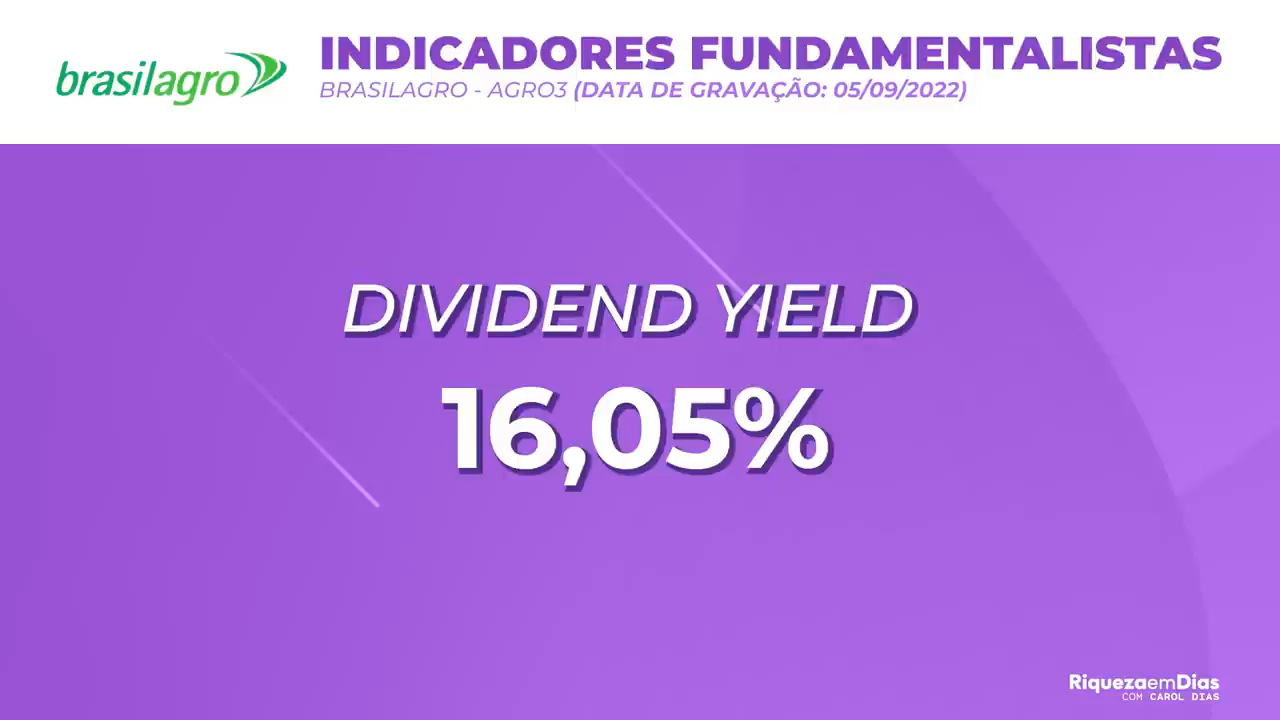 brasilagro
INDICADORES FUNDAMENTALISTAS
BRASILAGRO - AGRO3 (DATA DE GRAVAÇÃO: 05/09/2022)
DIVIDEND YIELD
16,05%
RiquezaemDias
COM CAROL DIAS